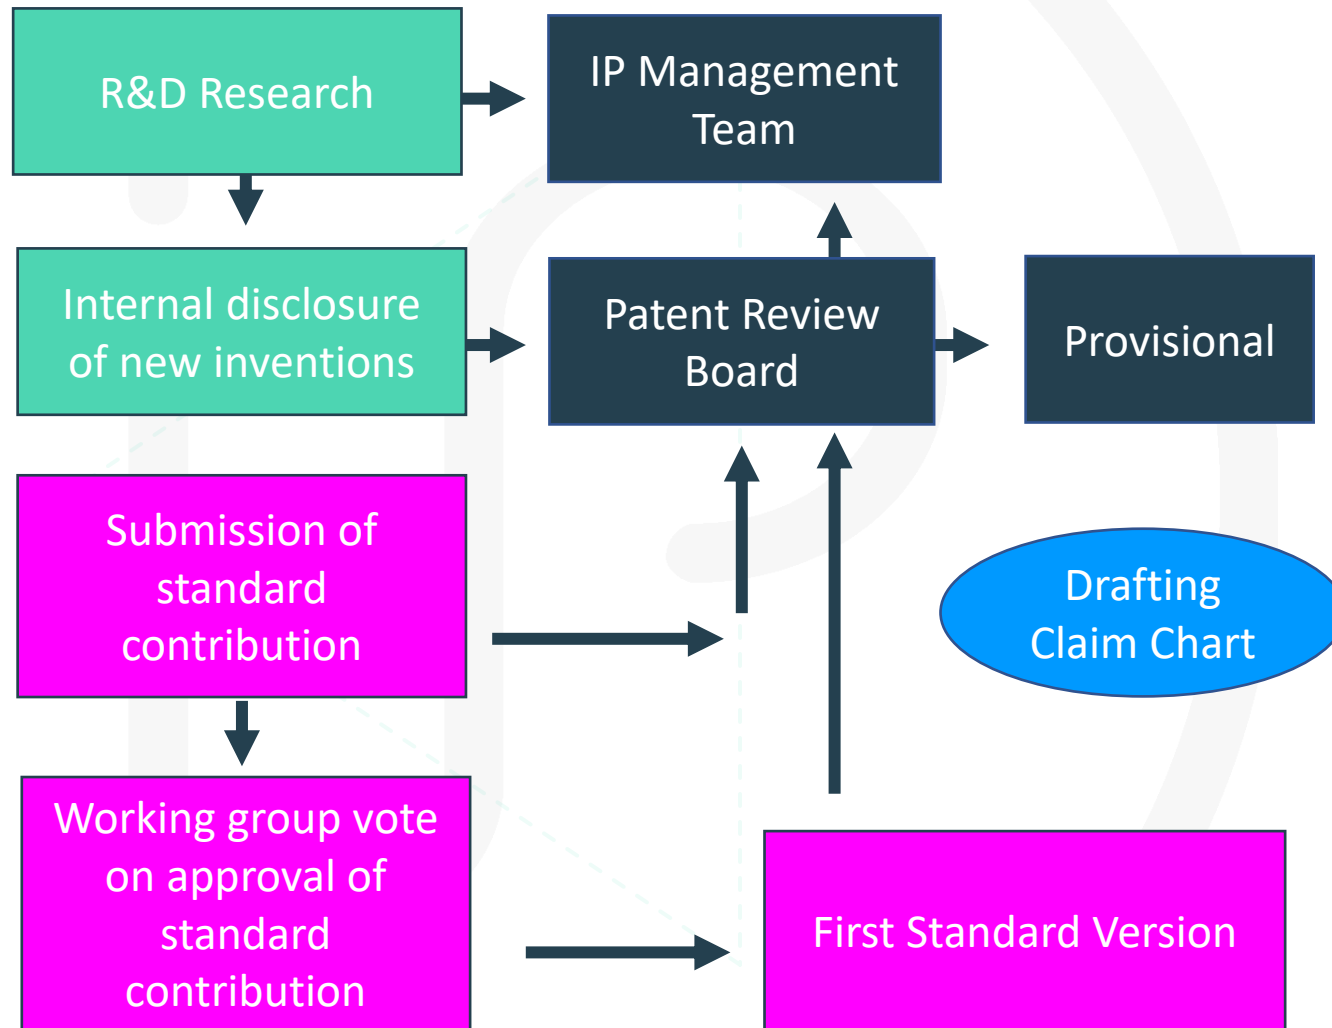 R&D Research
IP Management
Team
Internal disclosure
of new inventions
Patent Review
Board
Provisional
Submission of
standard
contribution
Drafting
Claim Chart
Working group vote
on approval of
standard
contribution
First Standard Version